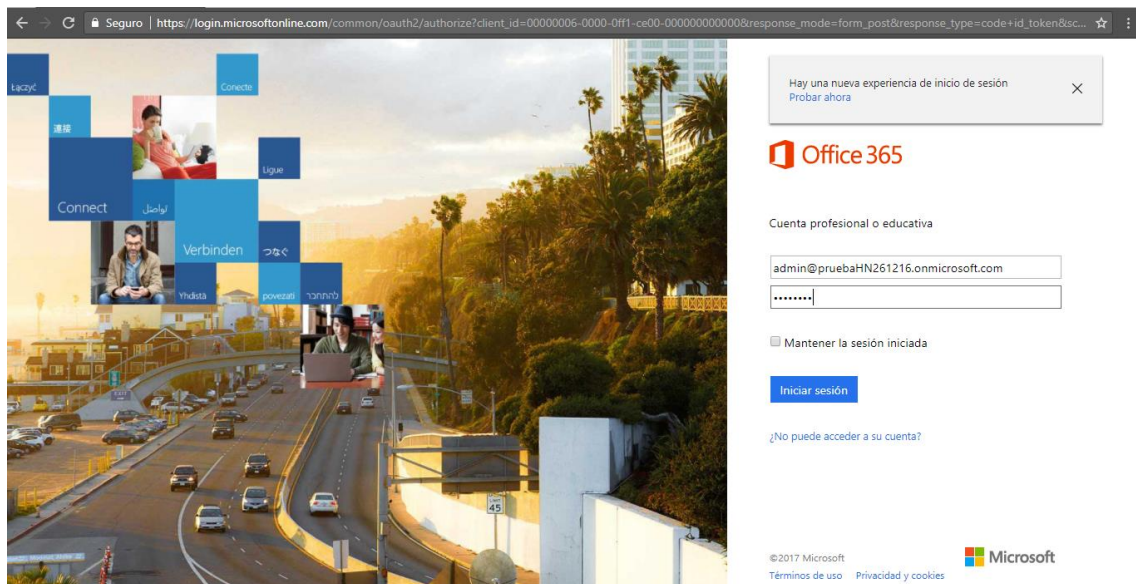 Seguro | https://login.microsoftonline.com/common/oauth2/authorize?client_id=00000006-0000-0ff1-ce00-000000000000&response_mode=form_post&response_type=code+id_token&sc...
Łączyć
Conecte
連接
Ligue
Connect
تواصل
Verbinden
つなぐ
Yhdistä
povezati
להתחבר
EXIT
LIMIT
45
Hay una nueva experiencia de inicio de sesión
Probar ahora
Office 365
Cuenta profesional o educativa
admin@pruebaHN261216.onmicrosoft.com
••••••••
Mantener la sesión iniciada
Iniciar sesión
¿No puede acceder a su cuenta?
©2017 Microsoft
Microsoft
Términos de uso Privacidad y cookies